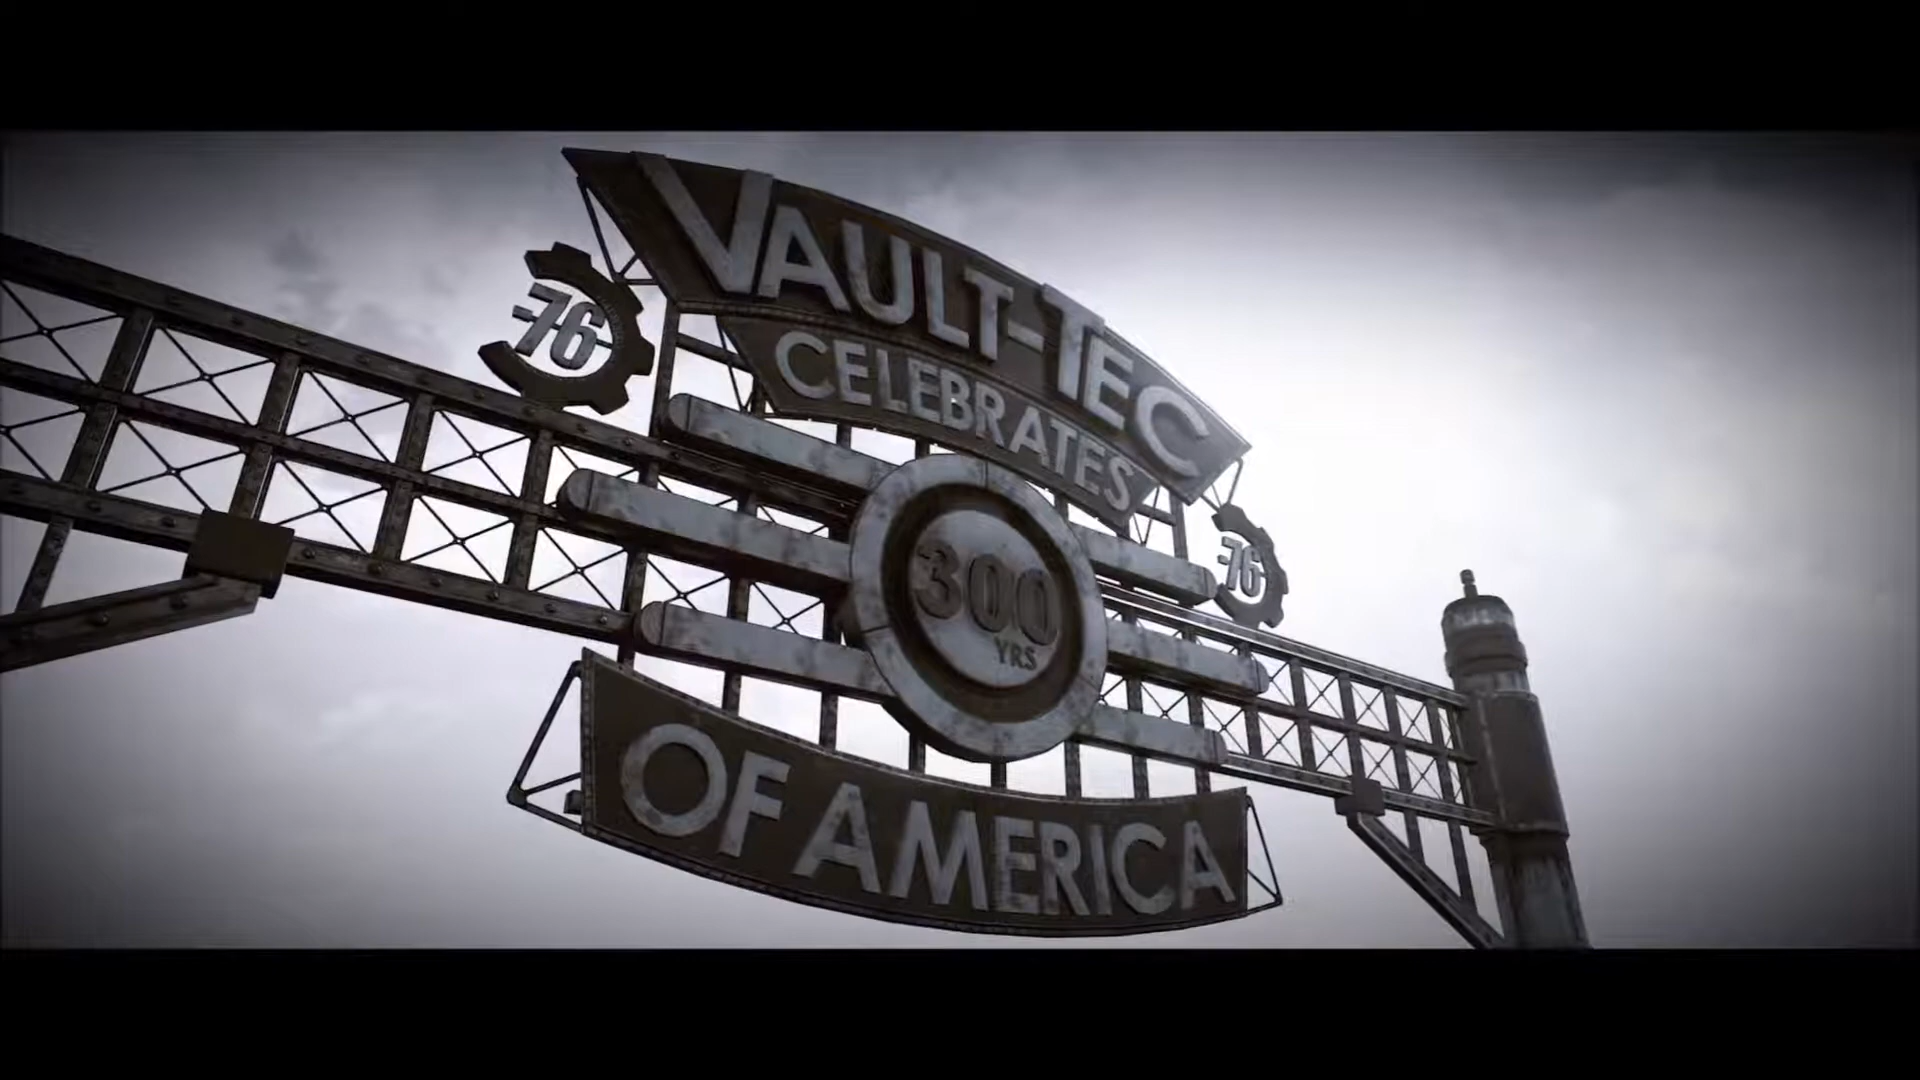 VAULT-TEC
CELEBRATES
76
76
300
YRS
OF AMERICA